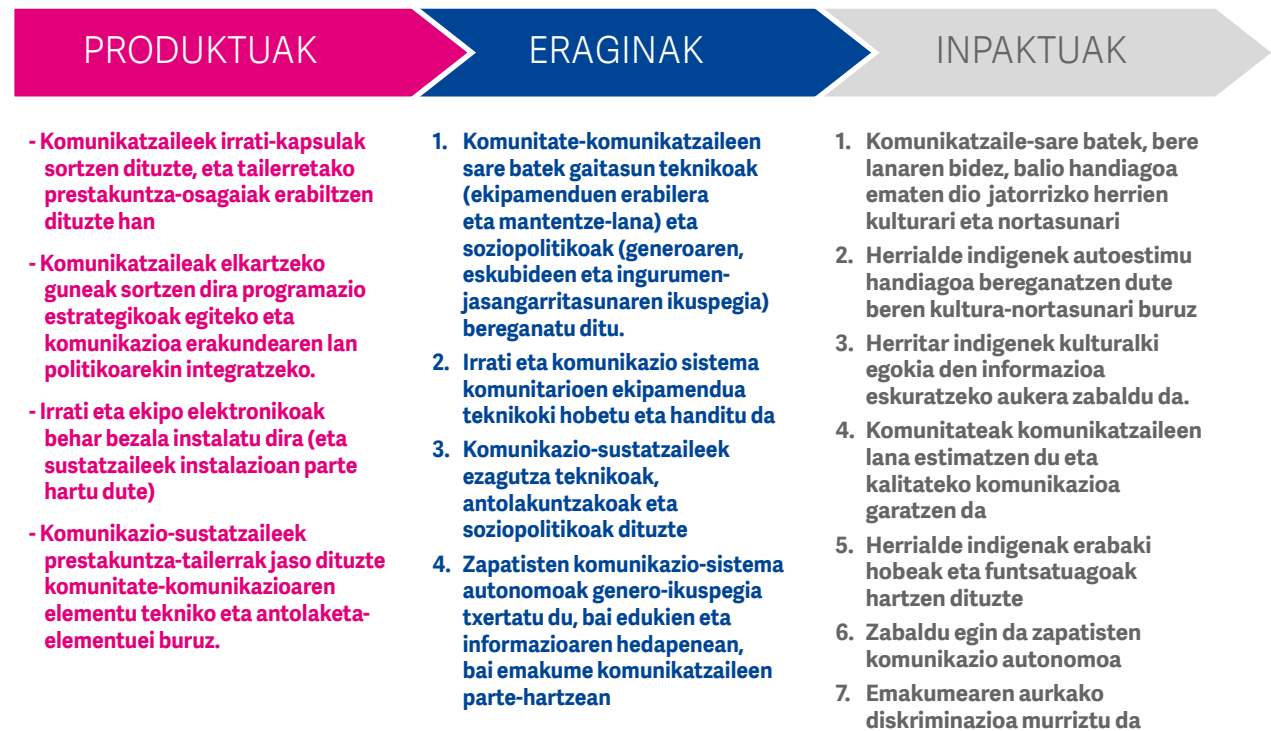 PRODUKTUAK
- Komunikatzaileek irrati-kapsulak
sortzen dituzte, eta tailerretako
prestakuntza-osagaiak erabiltzen
dituzte han
- Komunikatzaileak elkartzeko
guneak sortzen dira programazio
estrategikoak egiteko eta
komunikazioa erakundearen lan
politikoarekin integratzeko.
- Irrati eta ekipo elektronikoak
behar bezala instalatu dira (eta
sustatzaileek instalazioan parte
hartu dute)
- Komunikazio-sustatzaileek
prestakuntza-tailerrak jaso dituzte
komunitate-komunikazioaren
elementu tekniko eta antolaketa-
elementuei buruz.
ERAGINAK
1. Komunitate-komunikatzaileen
sare batek gaitasun teknikoak
(ekipamenduen erabilera
eta mantentze-lana) eta
soziopolitikoak (generoaren,
eskubideen eta ingurumen-
jasangarritasunaren ikuspegia)
bereganatu ditu.
2. Irrati eta komunikazio sistema
komunitarioen ekipamendua
teknikoki hobetu eta handitu da
3. Komunikazio-sustatzaileek
ezagutza teknikoak,
antolakuntzakoak eta
soziopolitikoak dituzte
4. Zapatisten komunikazio-sistema
autonomoak genero-ikuspegia
txertatu du, bai edukien eta
informazioaren hedapenean,
bai emakume komunikatzaileen
parte-hartzean
INPAKTUAK
1. Komunikatzaile-sare batek, bere
lanaren bidez, balio handiagoa
ematen dio jatorrizko herrien
kulturari eta nortasunari
2. Herrialde indigenek autoestimu
handiagoa bereganatzen dute
beren kultura-nortasunari buruz
3. Herritar indigenek kulturalki
egokia den informazioa
eskuratzeko aukera zabaldu da.
4. Komunitateak komunikatzaileen
lana estimatzen du eta
kalitateko komunikazioa
garatzen da
5. Herrialde indigenak erabaki
hobeak eta funtsatuagoak
hartzen dituzte
6. Zabaldu egin da zapatisten
komunikazio autonomoa
7. Emakumearen aurkako
diskriminazioa murriztu da